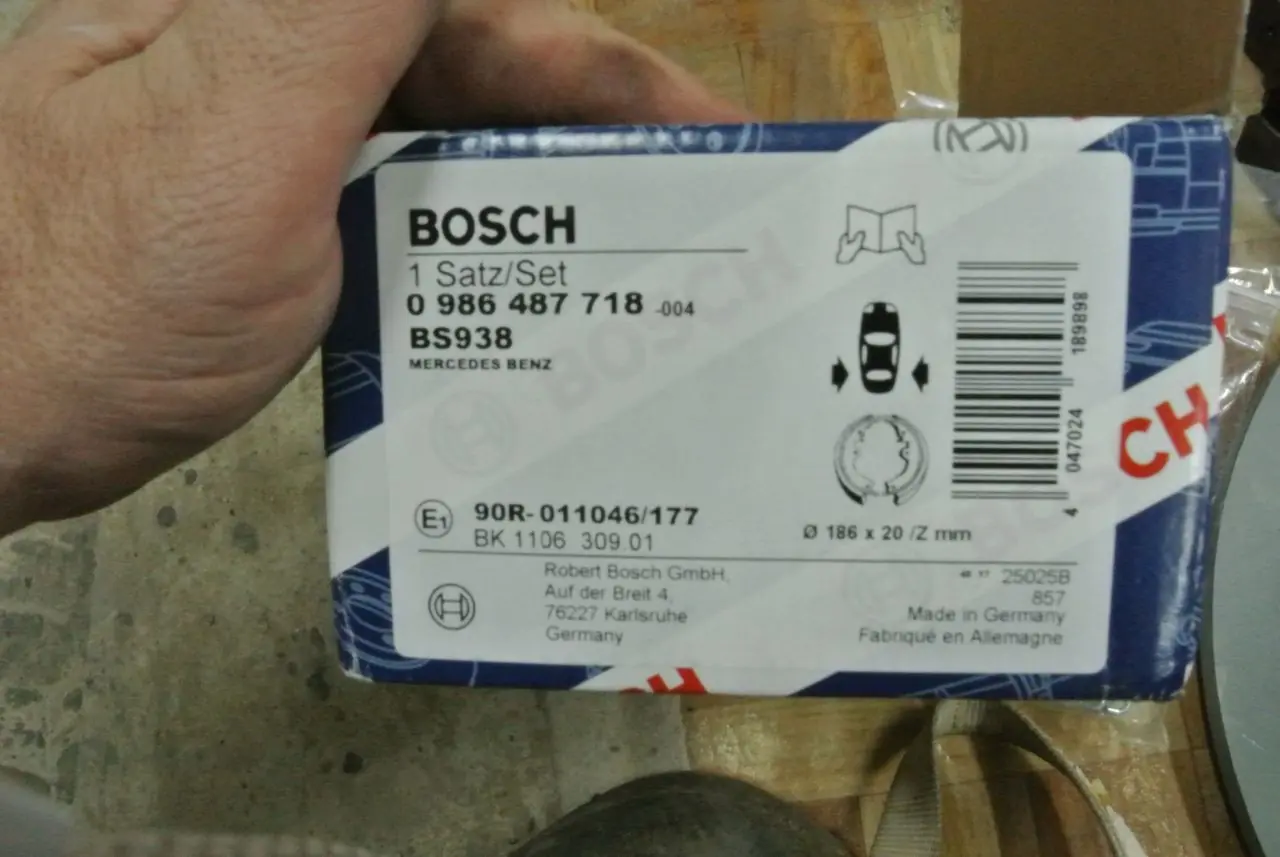 BOSCH
1 Satz/Set
0 986 487 718 -004
BS938
MERCEDES BENZ
E1
90R-011046/177
BK 1106 309.01
Ø 186 x 20 /Z mm
4 047024 189898
Robert Bosch GmbH,
Auf der Breit 4,
76227 Karlsruhe
Germany
25025B
857
Made in Germany
Fabriqué en Allemagne
BOSCH
CH
H